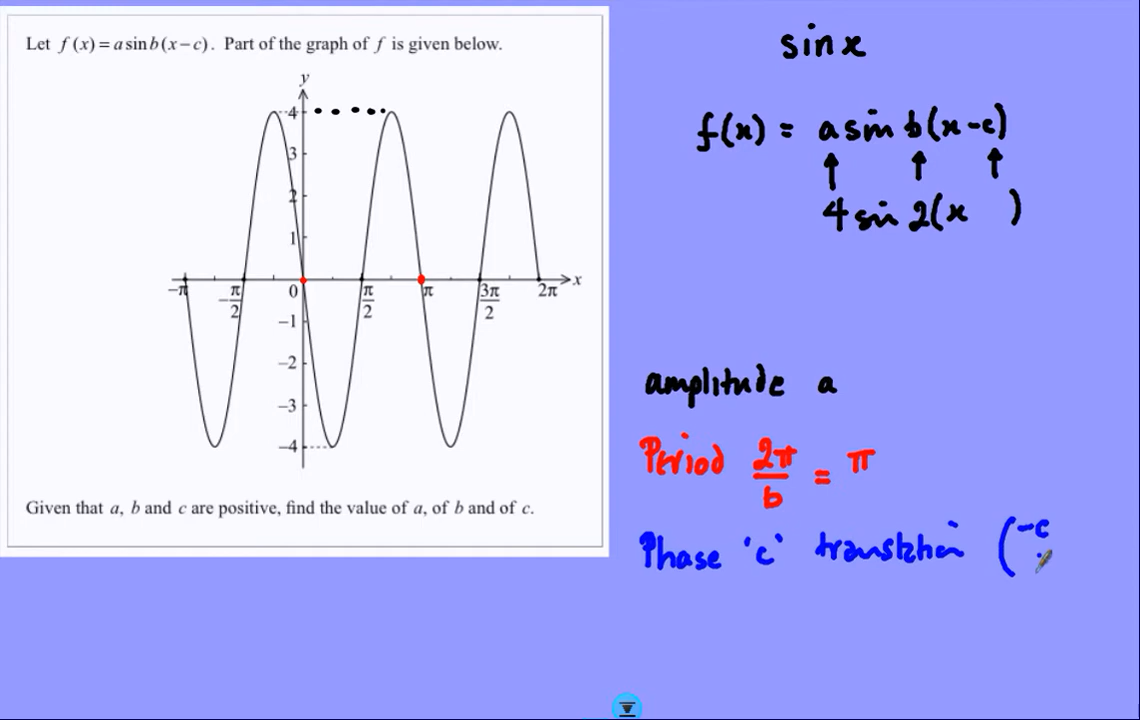 Let f(x) = a sin b(x − c). Part of the graph of f is given below.
y
4
3
2
1
−π
−π/2
0
π/2
π
3π/2
2π
x
−1
−2
−3
−4
Given that a, b and c are positive, find the value of a, of b and of c.
sin x
f(x) = a sin b(x-c)
4 sin 2(x )
amplitude a
Period 2π/b = π
Phase 'c' translation (-c